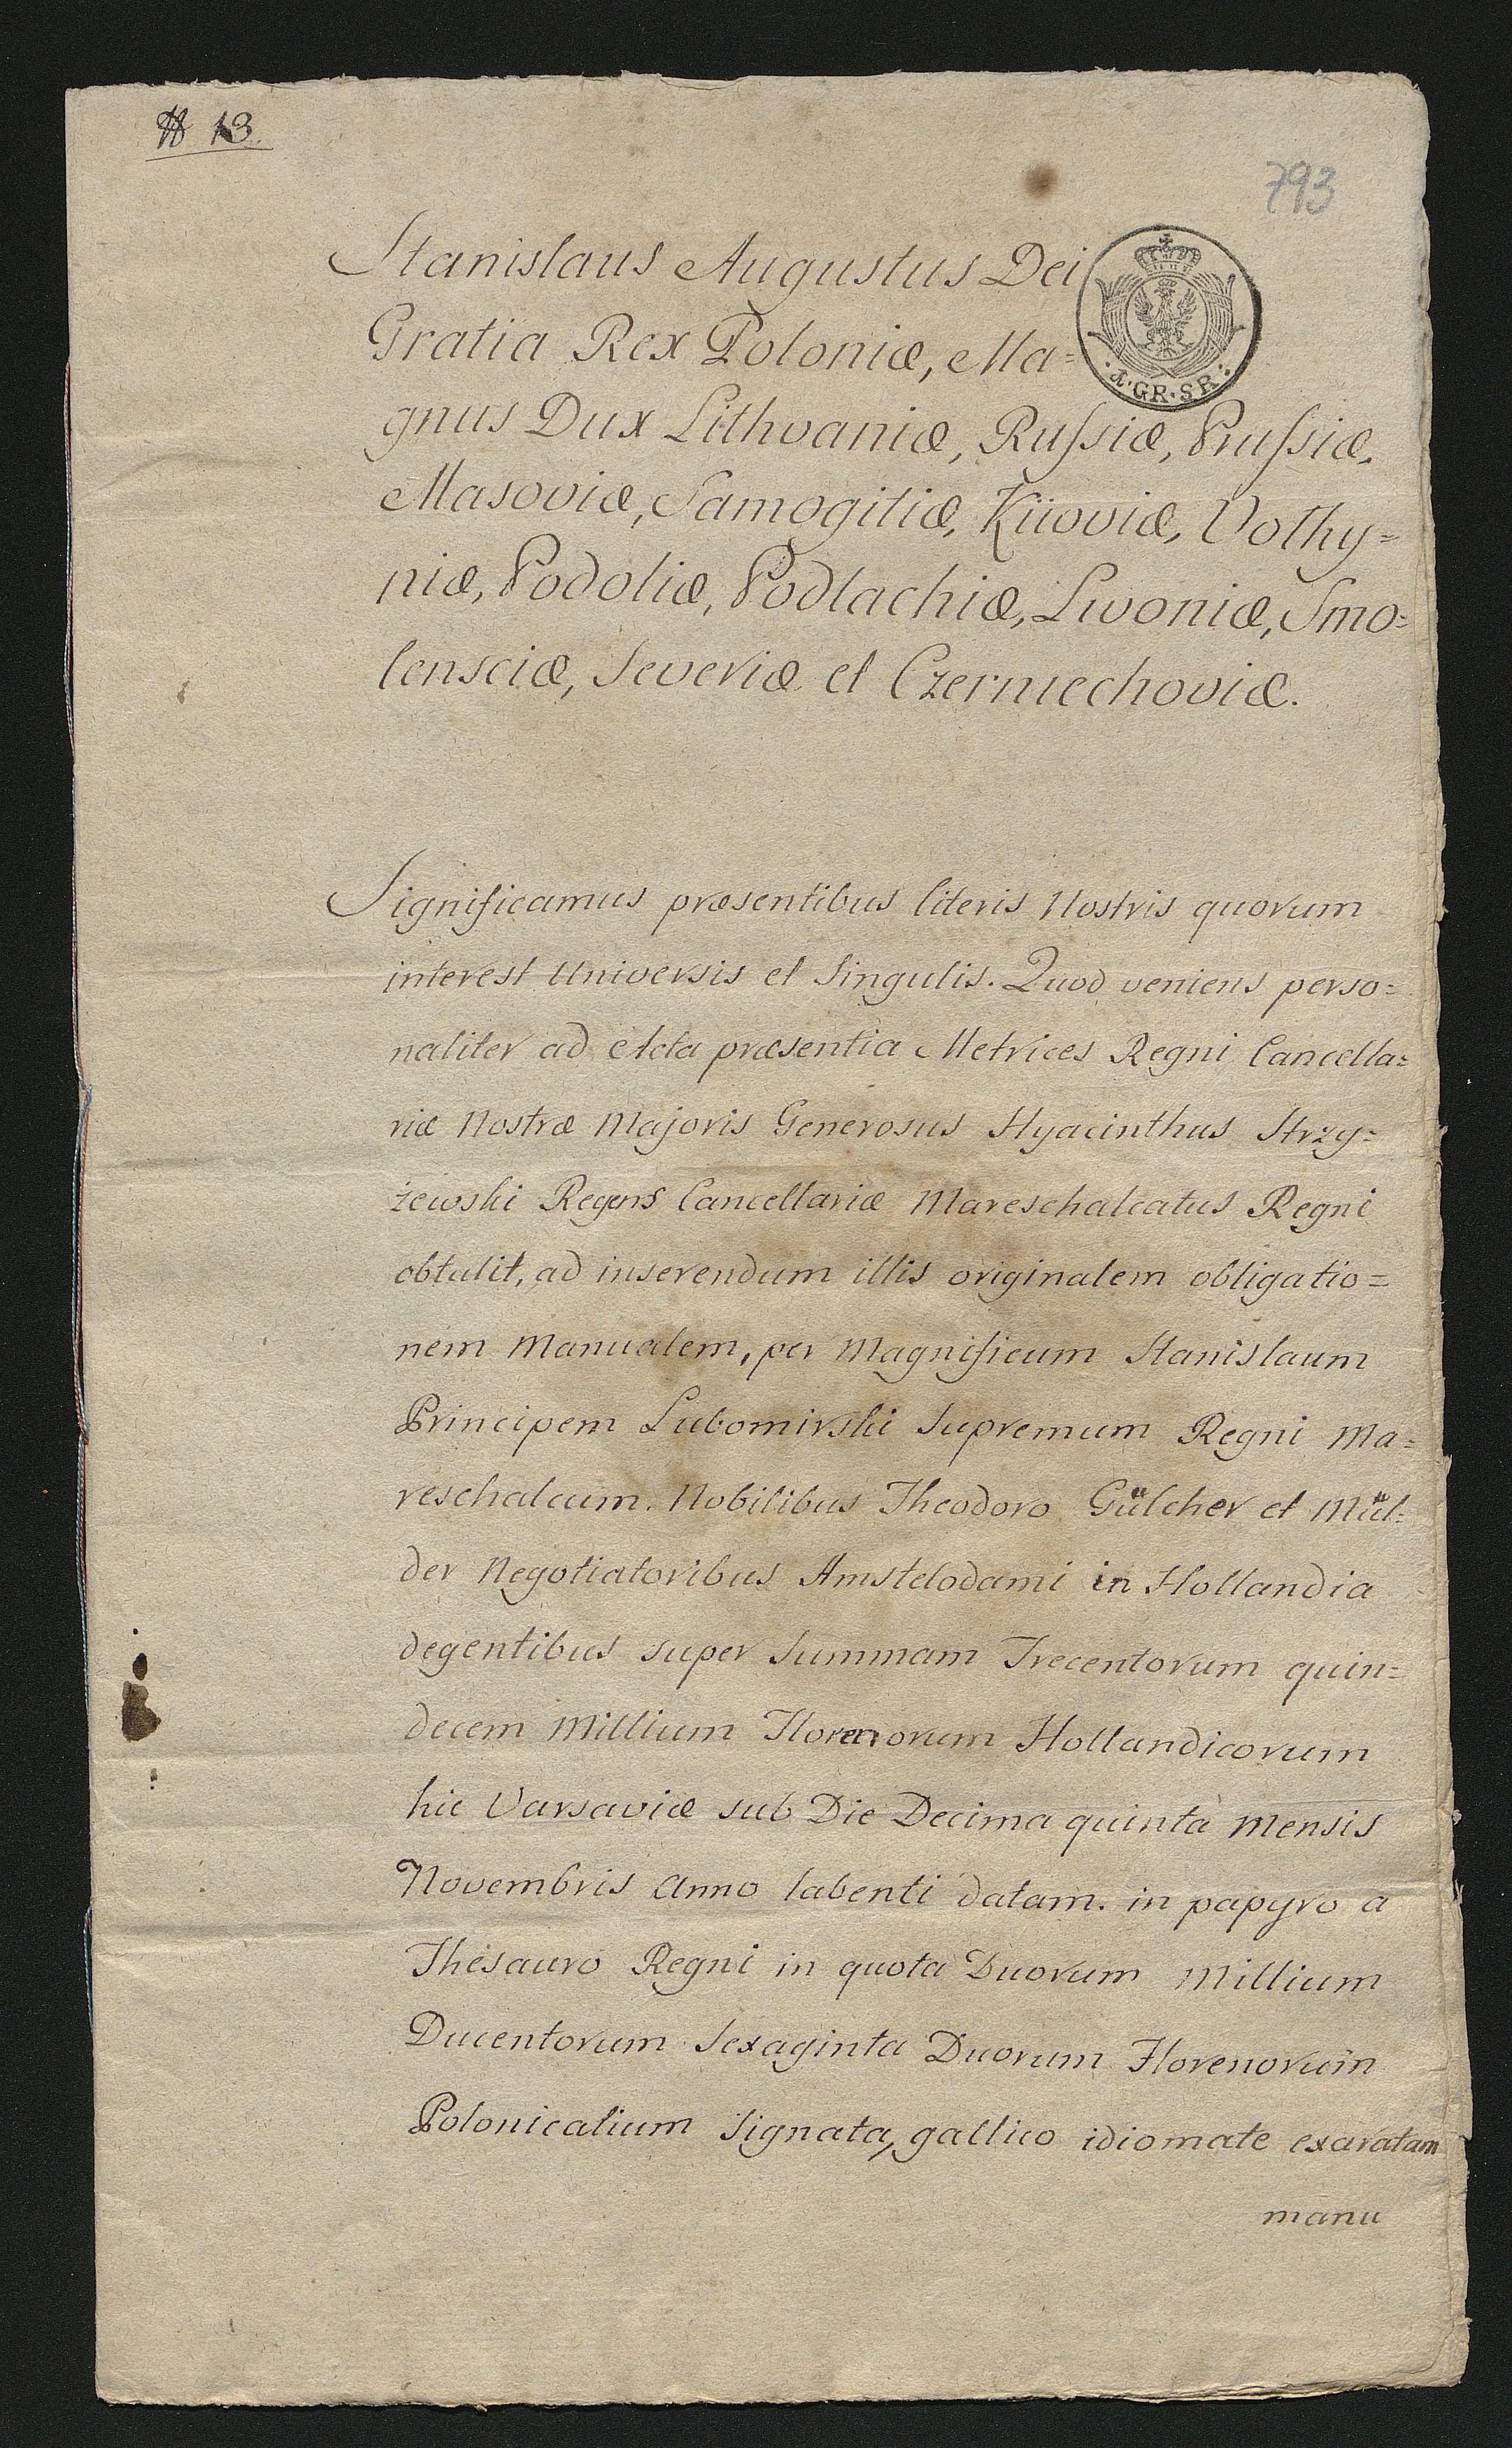 # 13.
793
Stanislaus Augustus Dei
4.GR.SR.
Gratia Rex Poloniæ, Ma=
gnus Dux Lithvaniæ, Ruſsiæ, Pruſsiæ,
Masoviæ, Samogitiæ, Kiioviæ, Volhy=
niæ, Podoliæ, Podlachiæ, Livoniæ, Smo=
lensciæ, Severiæ et Czerniechoviæ.
Significamus præsentibus literis Nostris quorum
interest Universis et Singulis. Quod veniens perso=
naliter ad Acta præsentia Metrices Regni Cancella=
riæ Nostræ Majoris Generosus Hyacinthus Strzy=
żewski Regens Cancellariæ Mareschalcatus Regni
obtulit, ad inserendum illis originalem obligatio=
nem Manualem, per Magnificum Stanislaum
Principem Lubomirski Supremum Regni Ma=
reschalcum. Nobilibus Theodoro Gülcher et Mül=
der Negotiatoribus Amstelodami in Hollandia
degentibus super Summam Trecentorum quin=
decem Millium Florenorum Hollandicorum
hic Varsaviæ sub Die Decima quinta Mensis
Novembris Anno labenti datam. in papyro a
Thesauro Regni in quota Duorum Millium
Ducentorum Sexaginta Duorum Florenorum
Polonicalium Signata, gallico idiomate exaratam
manu